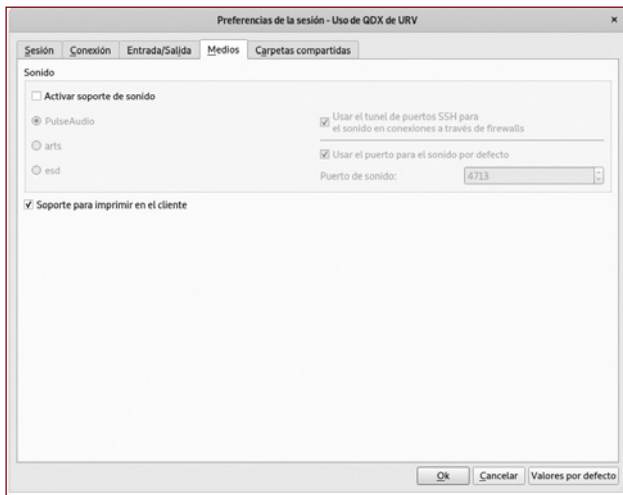 Preferencias de la sesión - Uso de QDX de URV
×
Sesión Conexión Entrada/Salida Medios Carpetas compartidas
Sonido
Activar soporte de sonido
PulseAudio
arts
esd
Usar el tunel de puertos SSH para
el sonido en conexiones a través de firewalls
Usar el puerto para el sonido por defecto
Puerto de sonido: 4713
Soporte para imprimir en el cliente
Ok Cancelar Valores por defecto